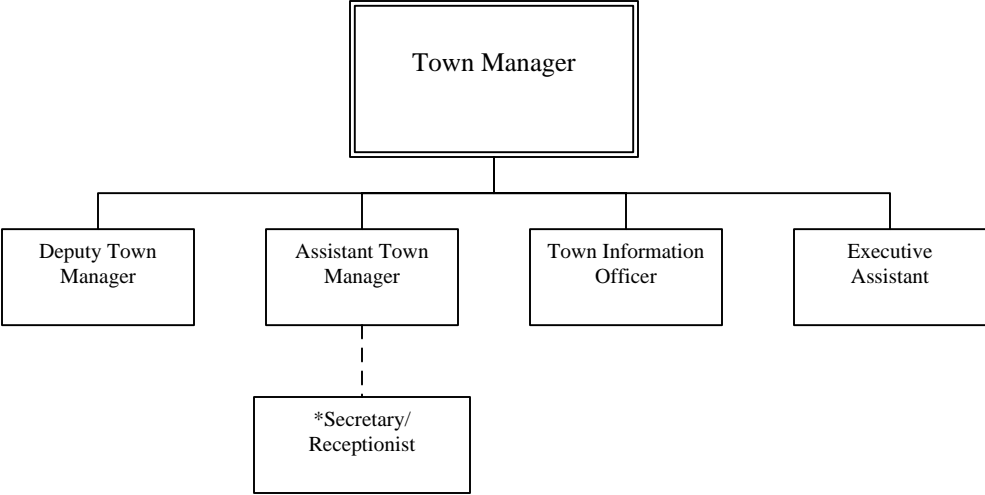 Town Manager
Deputy Town
Manager
Assistant Town
Manager
Town Information
Officer
Executive
Assistant
*Secretary/
Receptionist